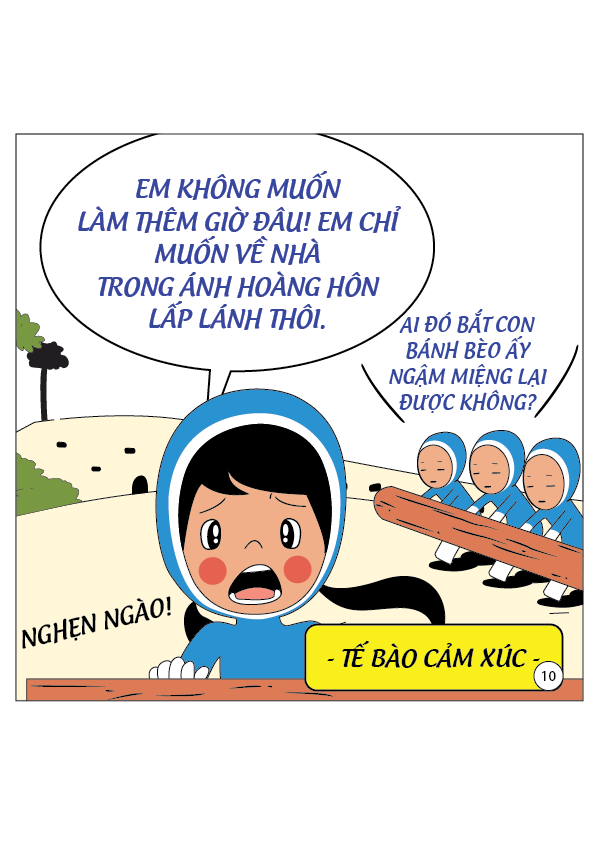 EM KHÔNG MUỐN
LÀM THÊM GIỜ ĐÂU! EM CHỈ
MUỐN VỀ NHÀ
TRONG ÁNH HOÀNG HÔN
LẤP LÁNH THÔI.
AI ĐÓ BẮT CON
BÁNH BÈO ẤY
NGẬM MIỆNG LẠI
ĐƯỢC KHÔNG?
NGHẸN NGÀO!
- TẾ BÀO CẢM XÚC -
10